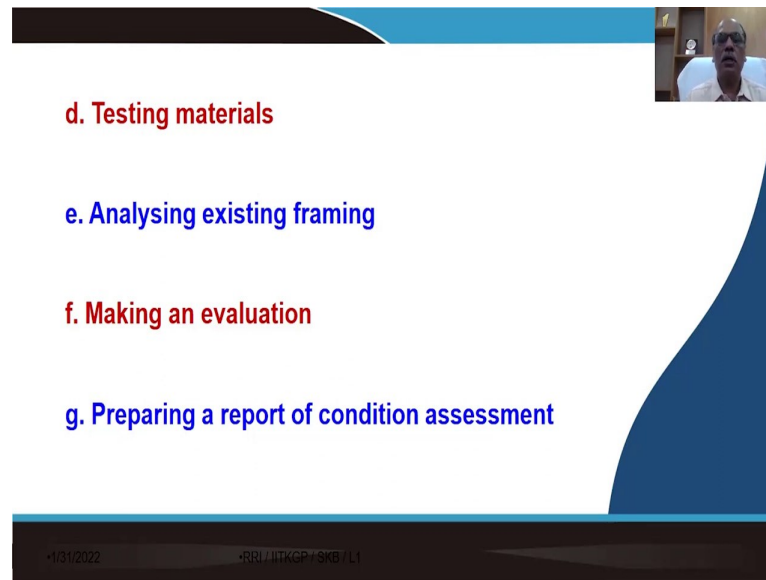 d. Testing materials
e. Analysing existing framing
f. Making an evaluation
g. Preparing a report of condition assessment
•1/31/2022
•RRI / IITKGP / SKB / L1